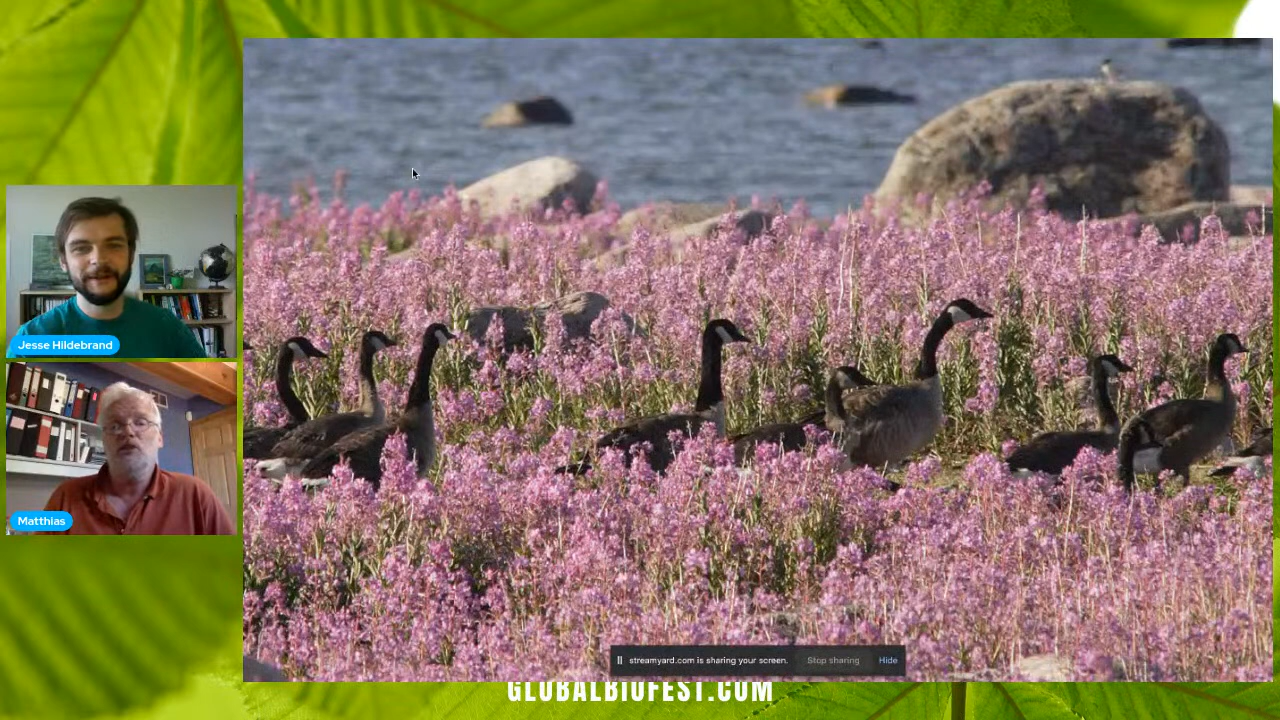 Jesse Hildebrand
Matthias
streamyard.com is sharing your screen. Stop sharing Hide
GLOBALBIOFEST.COM